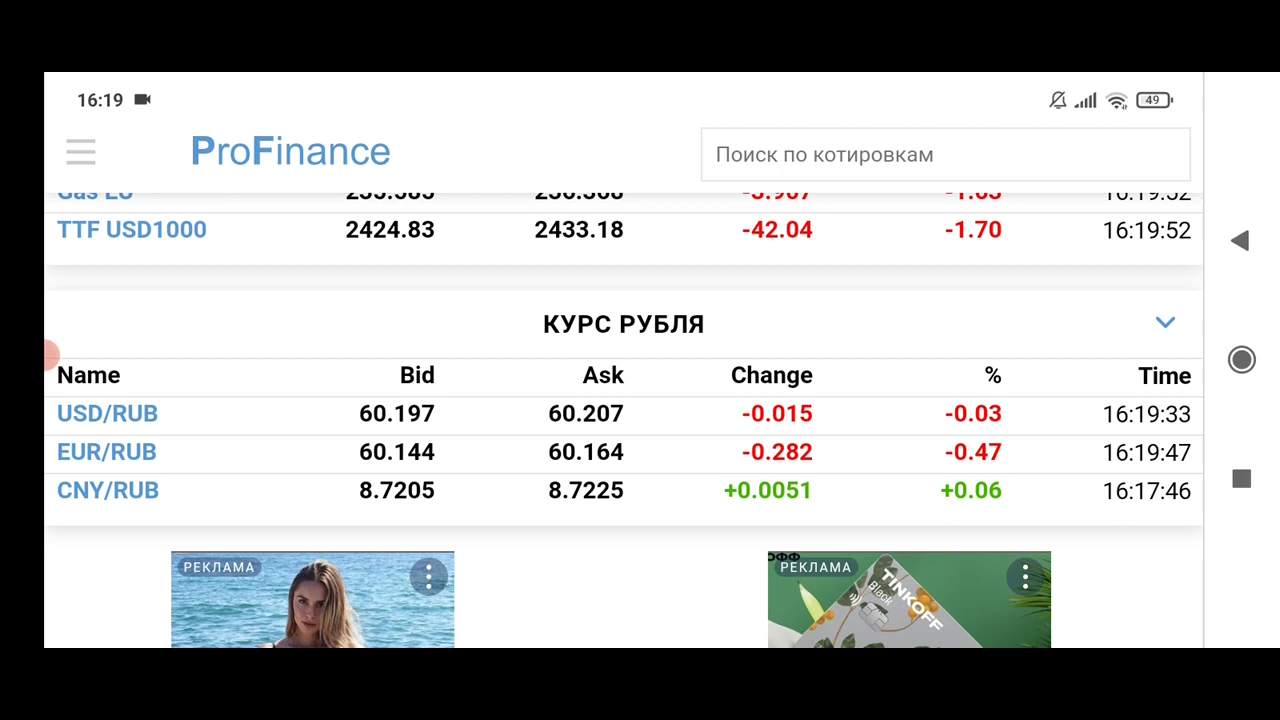 16:19
49
ProFinance
Поиск по котировкам
TTF USD1000 2424.83 2433.18 -42.04 -1.70 16:19:52
КУРС РУБЛЯ
Name Bid Ask Change % Time
USD/RUB 60.197 60.207 -0.015 -0.03 16:19:33
EUR/RUB 60.144 60.164 -0.282 -0.47 16:19:47
CNY/RUB 8.7205 8.7225 +0.0051 +0.06 16:17:46
РЕКЛАМА
РЕКЛАМА
TINKOFF
Black